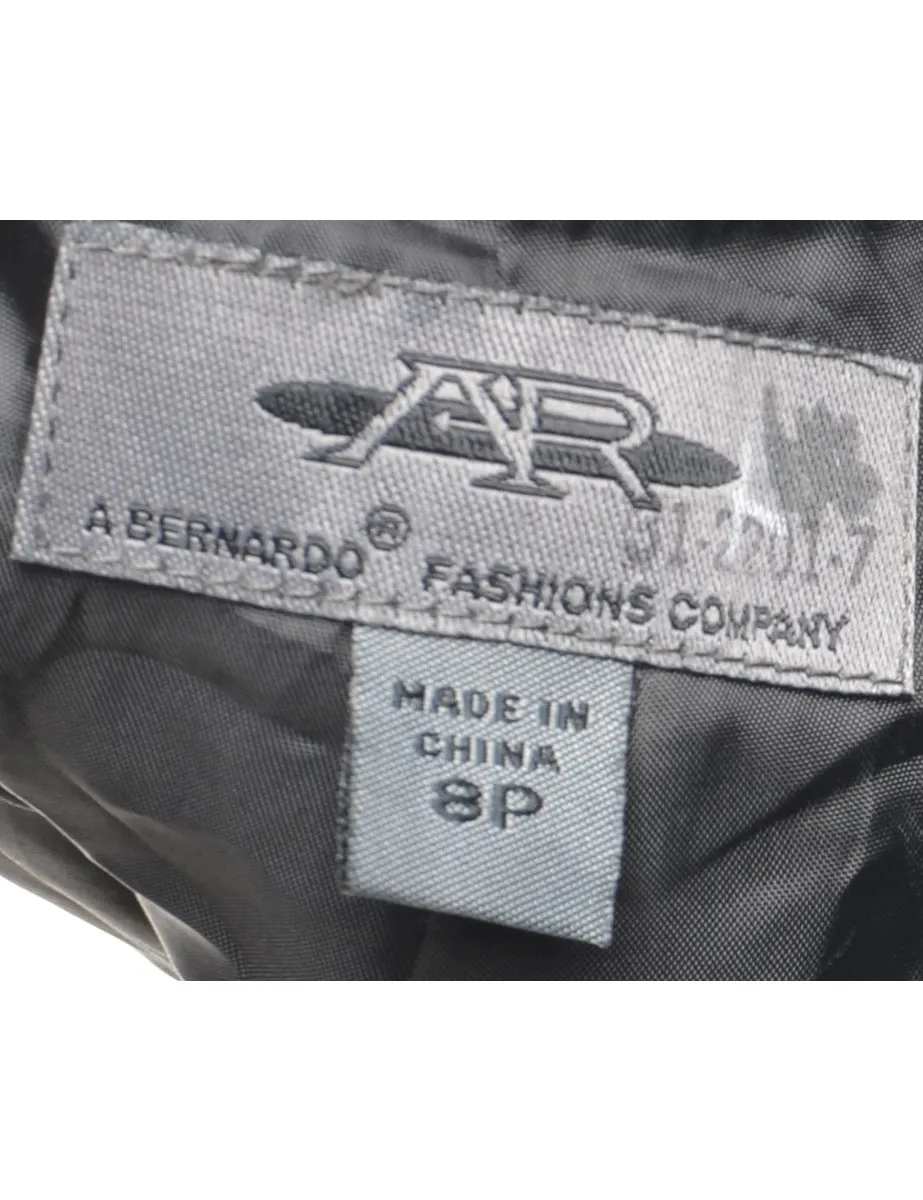 AR
A BERNARDO® FASHIONS COMPANY
MADE IN
CHINA
8P